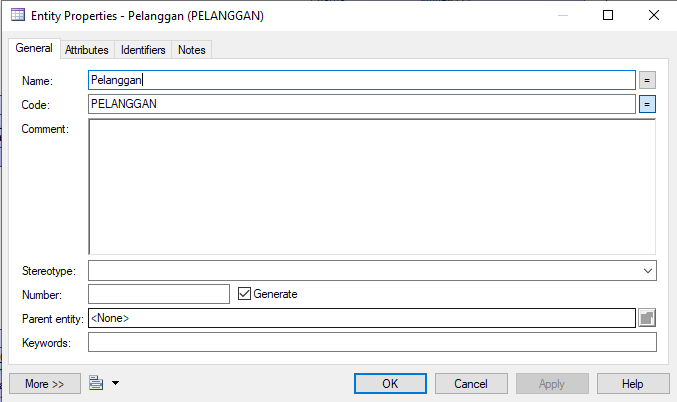 Entity Properties - Pelanggan (PELANGGAN)
General Attributes Identifiers Notes
Name: Pelanggan =
Code: PELANGGAN =
Comment:
Stereotype:
Number: Generate
Parent entity: <None>
Keywords:
More >> OK Cancel Apply Help